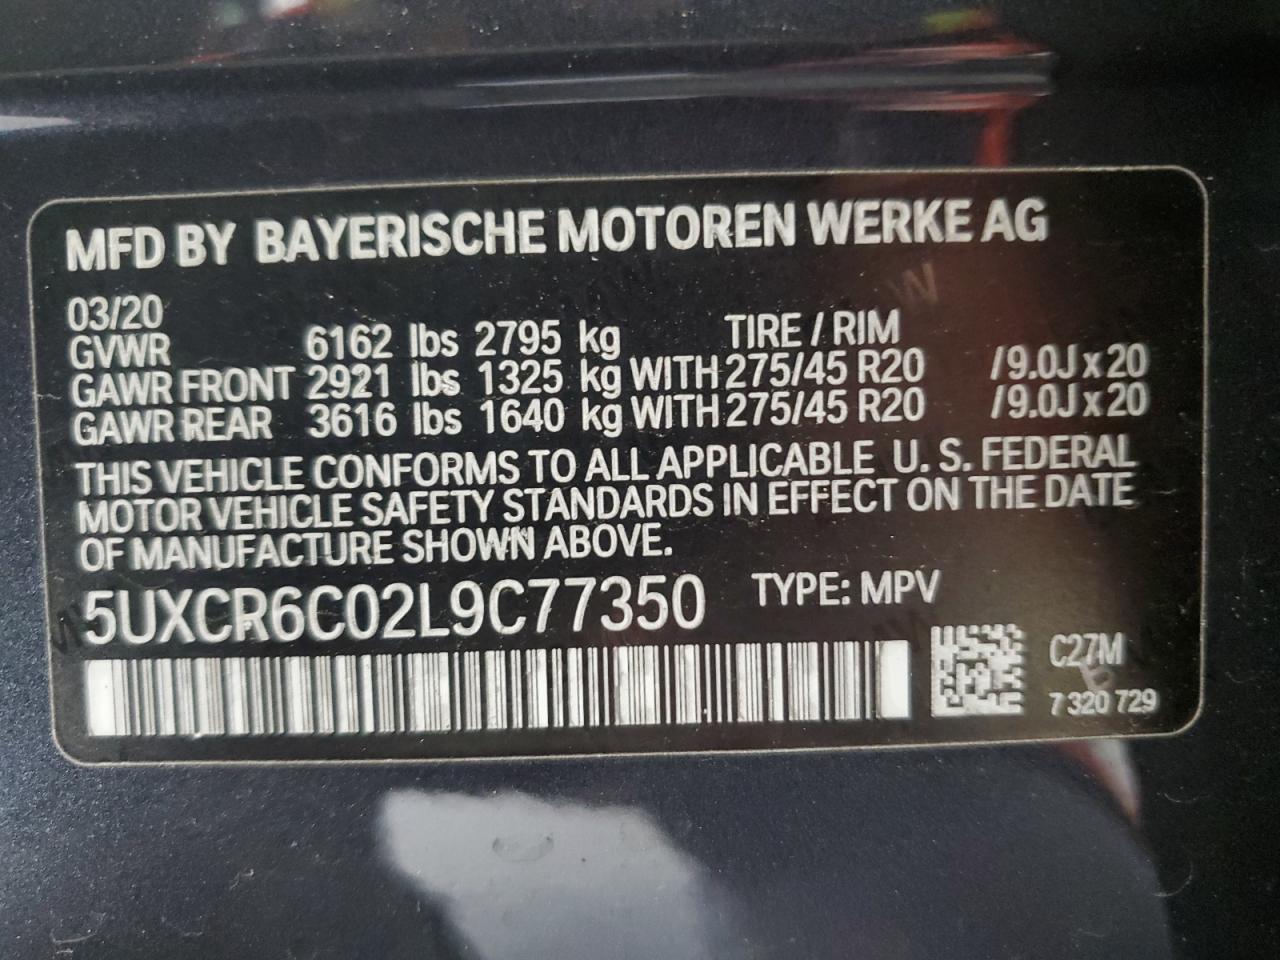 MFD BY BAYERISCHE MOTOREN WERKE AG
03/20
GVWR 6162 lbs 2795 kg TIRE / RIM
GAWR FRONT 2921 lbs 1325 kg WITH 275/45 R20 /9.0J x 20
GAWR REAR 3616 lbs 1640 kg WITH 275/45 R20 /9.0J x 20
THIS VEHICLE CONFORMS TO ALL APPLICABLE U. S. FEDERAL
MOTOR VEHICLE SAFETY STANDARDS IN EFFECT ON THE DATE
OF MANUFACTURE SHOWN ABOVE.
5UXCR6C02L9C77350 TYPE: MPV
C27M
7 320 729